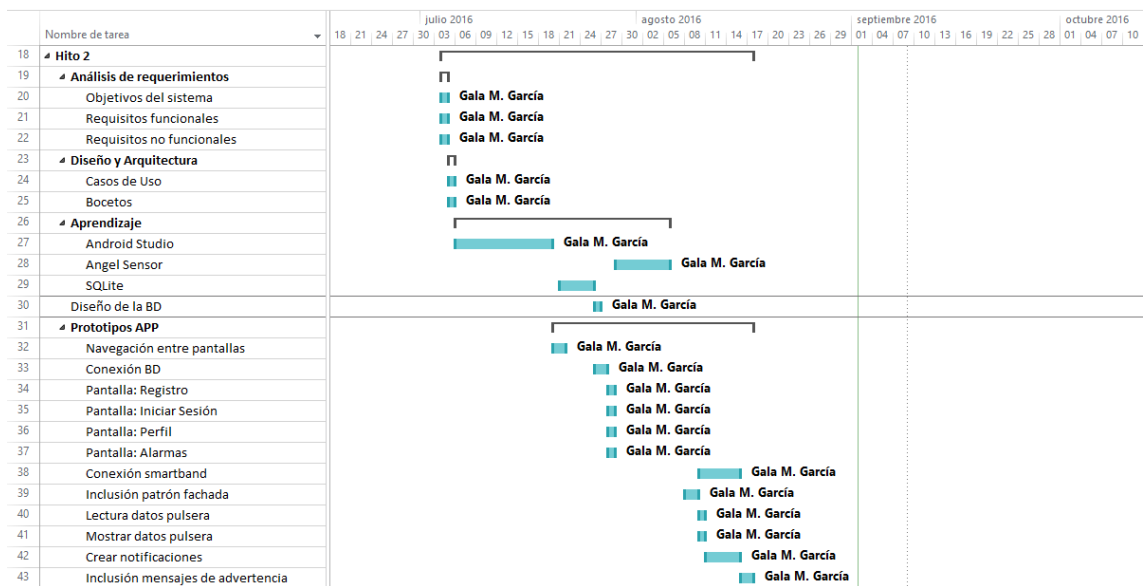 julio 2016 agosto 2016 septiembre 2016 octubre 2016
Nombre de tarea 18 21 24 27 30 03 06 09 12 15 18 21 24 27 30 02 05 08 11 14 17 20 23 26 29 01 04 07 10 13 16 19 22 25 28 01 04 07 10
18 Hito 2
19 Análisis de requerimientos
20 Objetivos del sistema Gala M. García
21 Requisitos funcionales Gala M. García
22 Requisitos no funcionales Gala M. García
23 Diseño y Arquitectura
24 Casos de Uso Gala M. García
25 Bocetos Gala M. García
26 Aprendizaje
27 Android Studio Gala M. García
28 Angel Sensor Gala M. García
29 SQLite
30 Diseño de la BD Gala M. García
31 Prototipos APP
32 Navegación entre pantallas Gala M. García
33 Conexión BD Gala M. García
34 Pantalla: Registro Gala M. García
35 Pantalla: Iniciar Sesión Gala M. García
36 Pantalla: Perfil Gala M. García
37 Pantalla: Alarmas Gala M. García
38 Conexión smartband Gala M. García
39 Inclusión patrón fachada Gala M. García
40 Lectura datos pulsera Gala M. García
41 Mostrar datos pulsera Gala M. García
42 Crear notificaciones Gala M. García
43 Inclusión mensajes de advertencia Gala M. García